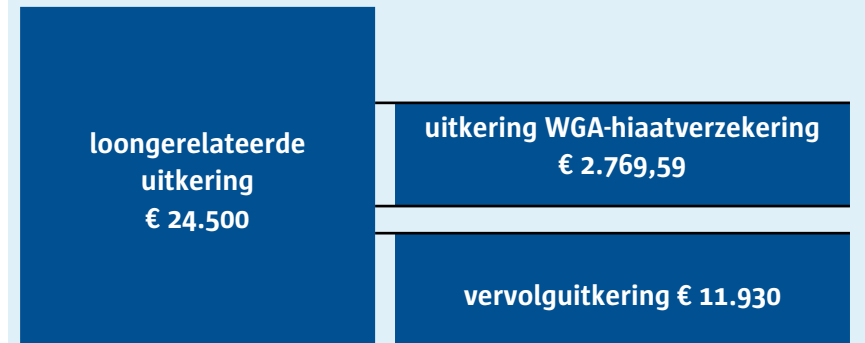 loongerelateerde
uitkering
€ 24.500
uitkering WGA-hiaatverzekering
€ 2.769,59
vervolguitkering € 11.930